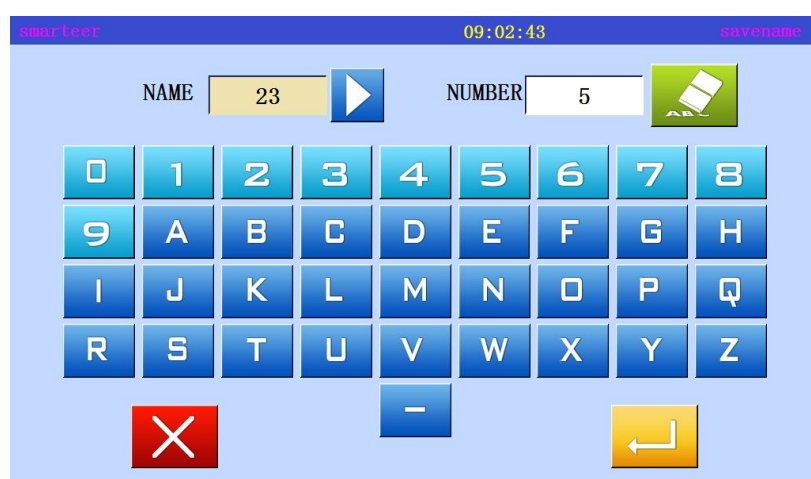 smarteer 09:02:43 savename
NAME 23 NUMBER 5
AB
0 1 2 3 4 5 6 7 8
9 A B C D E F G H
I J K L M N O P Q
R S T U V W X Y Z
-